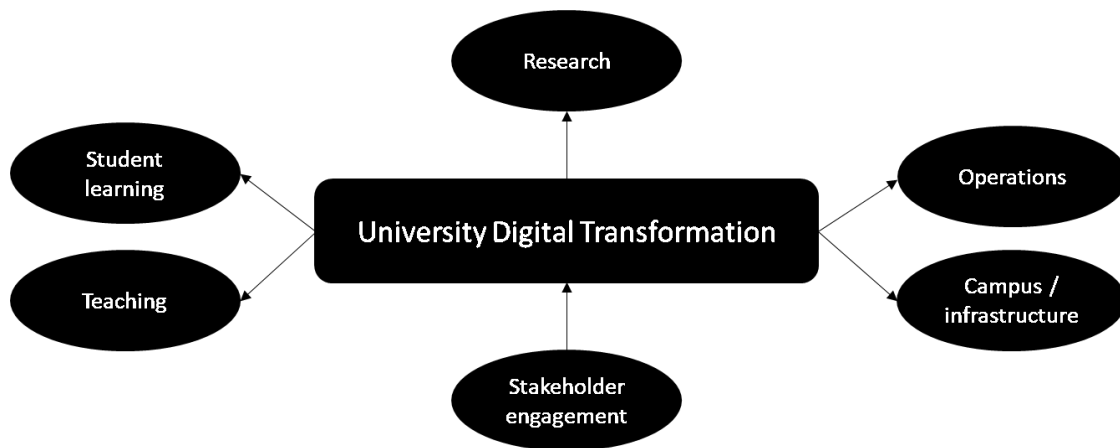 Research
Student
learning
Operations
University Digital Transformation
Teaching
Campus /
infrastructure
Stakeholder
engagement